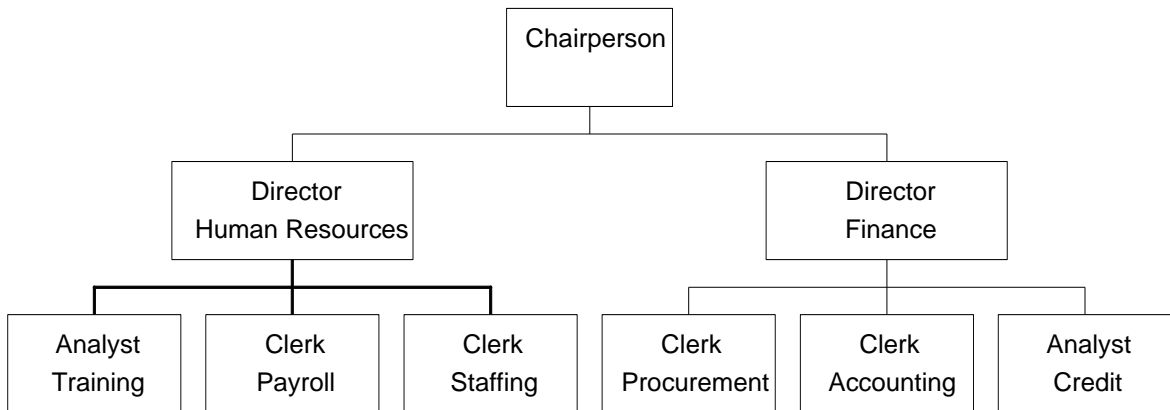 Chairperson
Director
Human Resources
Director
Finance
Analyst
Training
Clerk
Payroll
Clerk
Staffing
Clerk
Procurement
Clerk
Accounting
Analyst
Credit